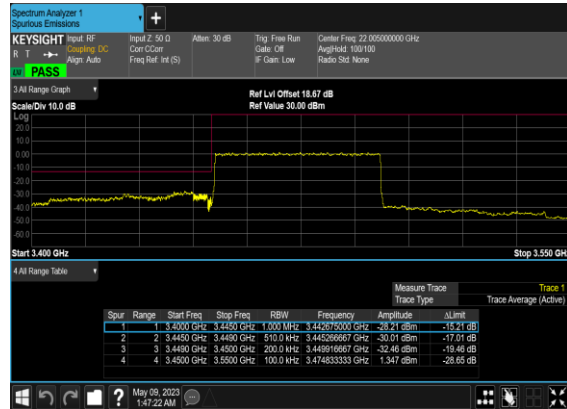 Spectrum Analyzer 1
Spurious Emissions
+
KEYSIGHT Input: RF Input Z: 50 Ω Atten: 30 dB Trig: Free Run Center Freq: 22.005000000 GHz
R T Coupling: DC Corr CCorr Gate: Off Avg|Hold: 100/100
Align: Auto Freq Ref: Int (S) IF Gain: Low Radio Std: None
PASS
3 All Range Graph
Ref Lvl Offset 18.67 dB
Scale/Div 10.0 dB Ref Value 30.00 dBm
Log
20.0
10.0
0.00
-10.0
-20.0
-30.0
-40.0
-50.0
-60.0
Start 3.400 GHz Stop 3.550 GH
4 All Range Table
Measure Trace Trace 1
Trace Type Trace Average (Active)
Spur Range Start Freq Stop Freq RBW Frequency Amplitude ΔLimit
1 1 3.4000 GHz 3.4450 GHz 1.000 MHz 3.442675000 GHz -28.21 dBm -15.21 dB
2 2 3.4450 GHz 3.4490 GHz 510.0 kHz 3.445266667 GHz -30.01 dBm -17.01 dB
3 3 3.4490 GHz 3.4500 GHz 200.0 kHz 3.449916667 GHz -32.46 dBm -19.46 dB
4 4 3.4500 GHz 3.5500 GHz 100.0 kHz 3.474833333 GHz 1.347 dBm -28.65 dB
? May 09, 2023
1:47:22 AM